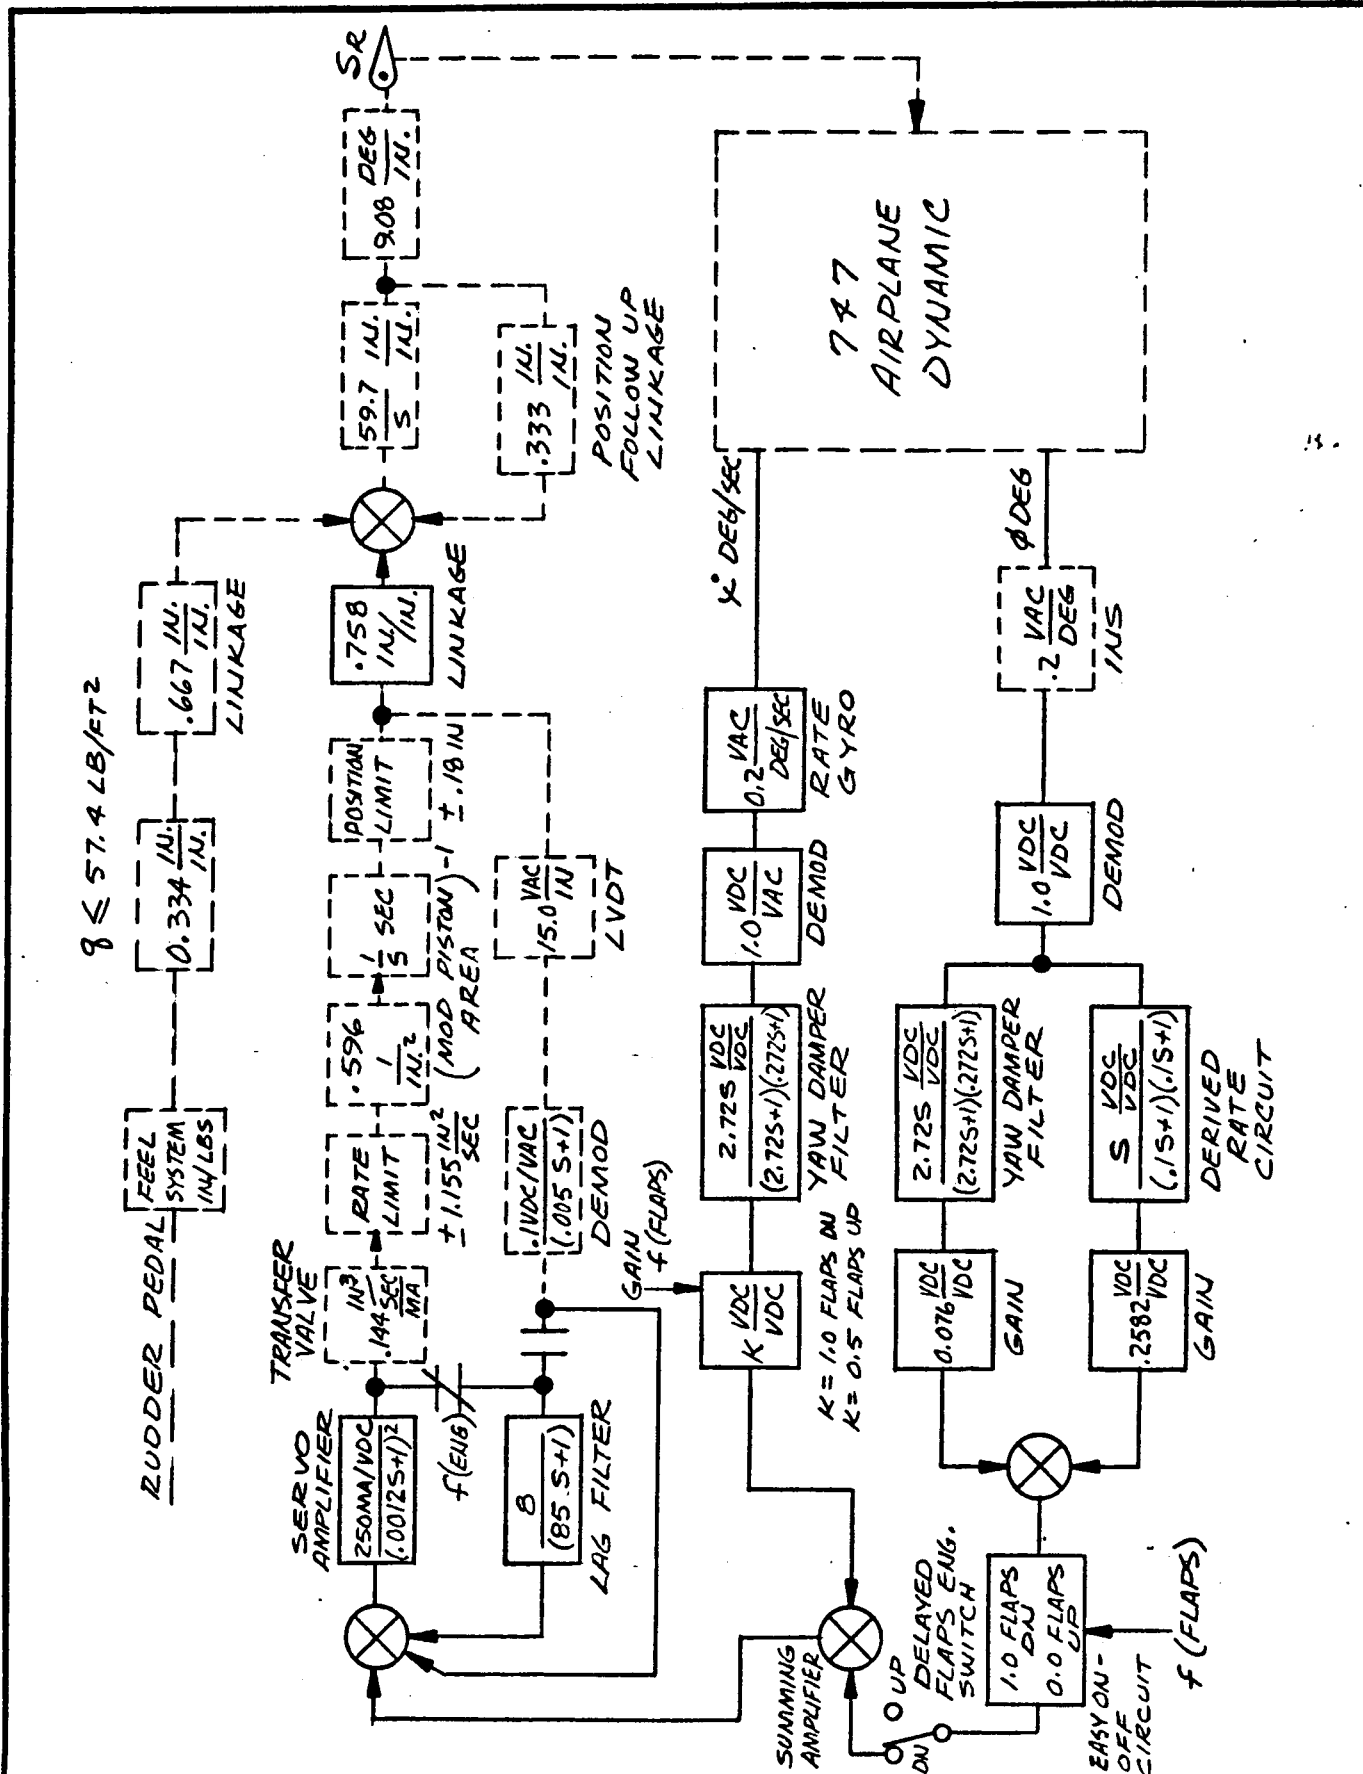 RUDDER PEDAL
FEEL
SYSTEM
IN/LBS
0.334 IN./IN.
q ≤ 57.4 LB/FT²
.667 IN./IN.
LINKAGE
SERVO
AMPLIFIER
250MA/VDC
(.0012S+1)²
TRANSFER
VALVE
.144 IN³/SEC/MA
RATE
LIMIT
± 1.155 IN²/SEC
.596 1/IN.²
(MOD PISTON AREA)⁻¹
1/S SEC
POSITION
LIMIT
± .18 IN
.758
IN/IN.
LINKAGE
59.7/S IN./IN.
9.08 DEG/IN.
SR
.333 IN./IN.
POSITION
FOLLOW UP
LINKAGE
f(ENG)
8
(85.S+1)
LAG FILTER
.1VDC/VAC
(.005 S+1)
DEMOD
15.0 VAC/IN
LVDT
SUMMING
AMPLIFIER
GAIN
f(FLAPS)
K VDC/VDC
K = 1.0 FLAPS DN
K = 0.5 FLAPS UP
2.72S VDC/VDC
(2.72S+1)(.272S+1)
YAW DAMPER
FILTER
1.0 VDC/VAC
DEMOD
0.2 VAC
DEG/SEC
RATE
GYRO
DEG/SEC
747
AIRPLANE
DYNAMIC
UP
DN
DELAYED
FLAPS ENG.
SWITCH
1.0 FLAPS
DN
0.0 FLAPS
UP
EASY ON-
OFF
CIRCUIT
f(FLAPS)
0.076 VDC/VDC
GAIN
2.72S VDC/VDC
(2.72S+1)(.272S+1)
YAW DAMPER
FILTER
.2582 VDC/VDC
GAIN
S VDC/VDC
(.1S+1)(.1S+1)
DERIVED
RATE
CIRCUIT
1.0 VDC/VDC
DEMOD
.2 VAC/DEG
INS
ϕ DEG